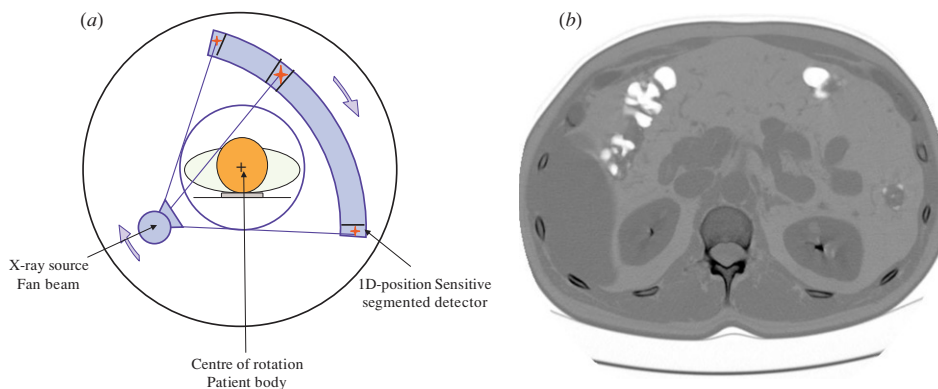 (a)
X-ray source
Fan beam
1D-position Sensitive
segmented detector
Centre of rotation
Patient body
(b)